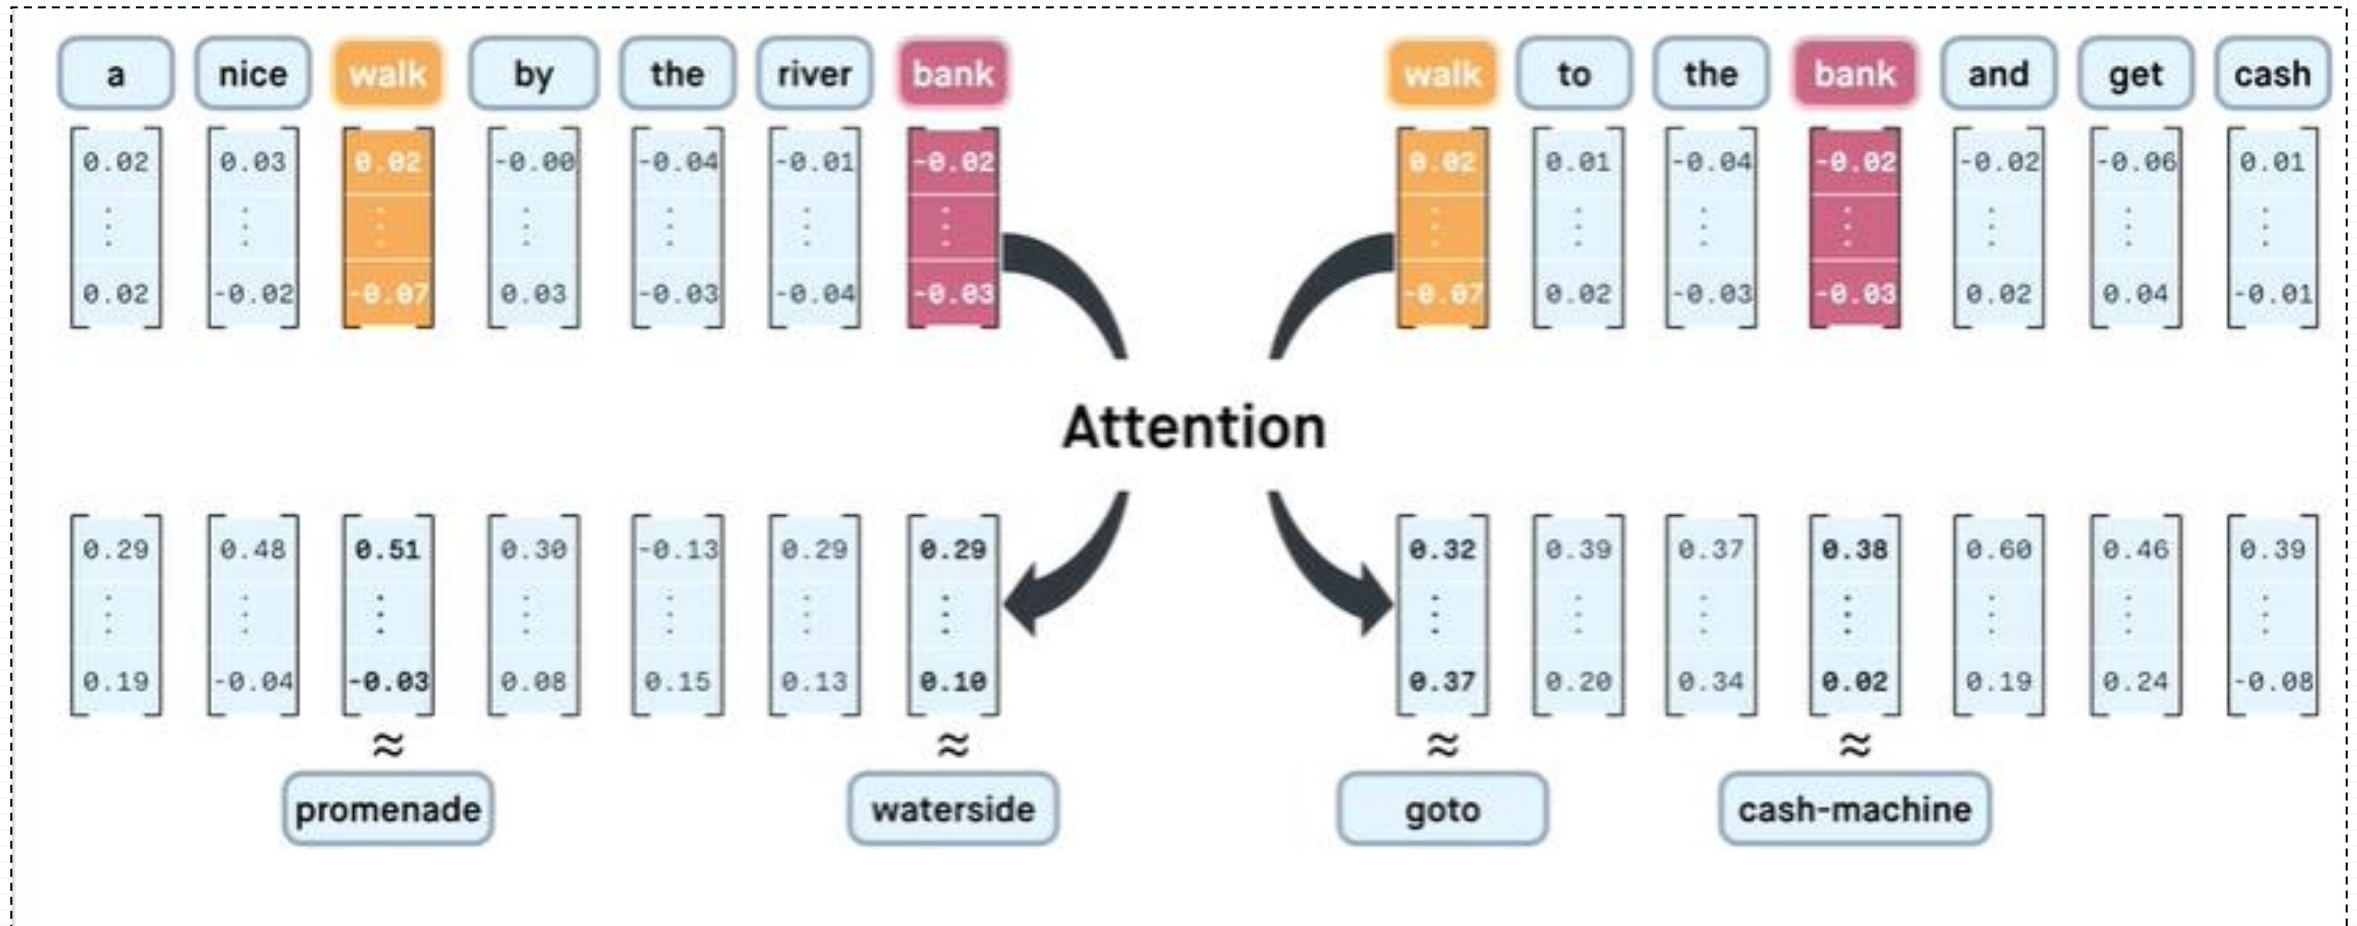 a nice walk by the river bank walk to the bank and get cash
0.02 0.03 0.02 -0.00 -0.04 -0.01 -0.02 0.02 0.01 -0.04 -0.02 -0.02 -0.06 0.01
0.02 -0.02 -0.07 0.03 -0.03 -0.04 -0.03 -0.07 0.02 -0.03 -0.03 0.02 0.04 -0.01
Attention
0.29 0.48 0.51 0.30 -0.13 0.29 0.29 0.32 0.39 0.37 0.38 0.60 0.46 0.39
0.19 -0.04 -0.03 0.08 0.15 0.13 0.10 0.37 0.20 0.34 0.02 0.19 0.24 -0.08
≈ ≈ ≈ ≈
promenade waterside goto cash-machine